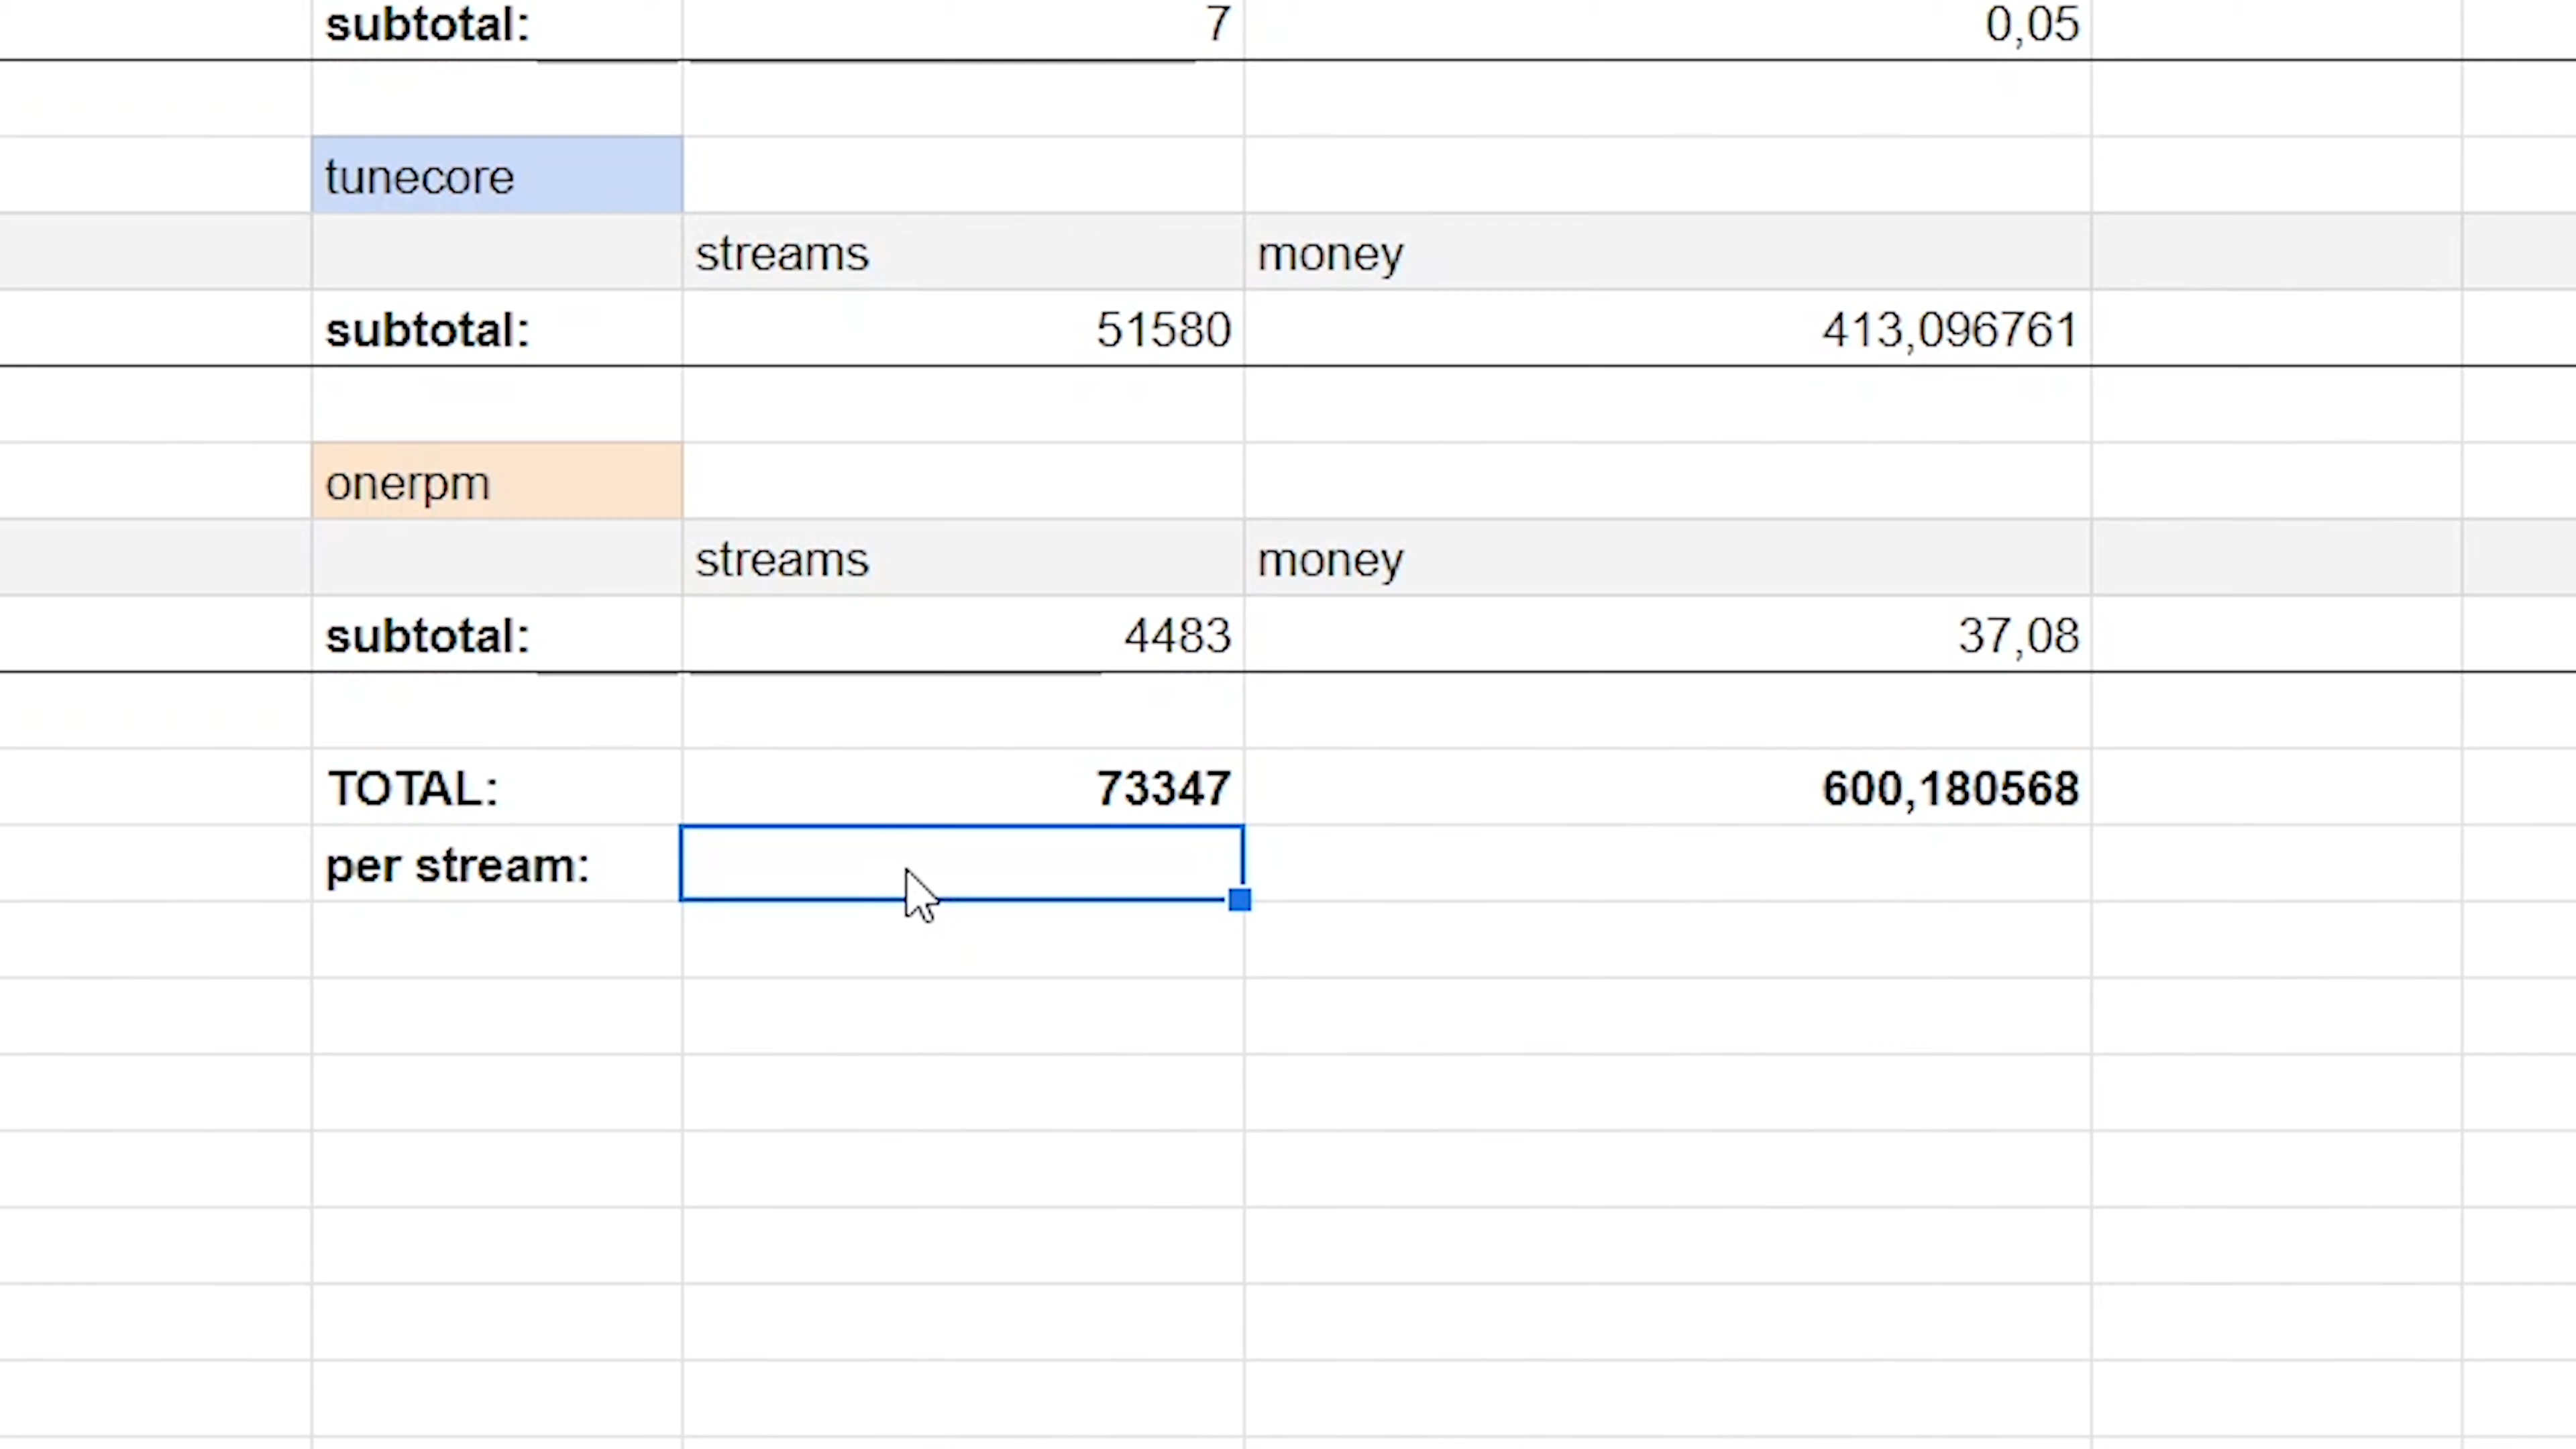 subtotal: 7 0,05
tunecore
streams money
subtotal: 51580 413,096761
onerpm
streams money
subtotal: 4483 37,08
TOTAL: 73347 600,180568
per stream: